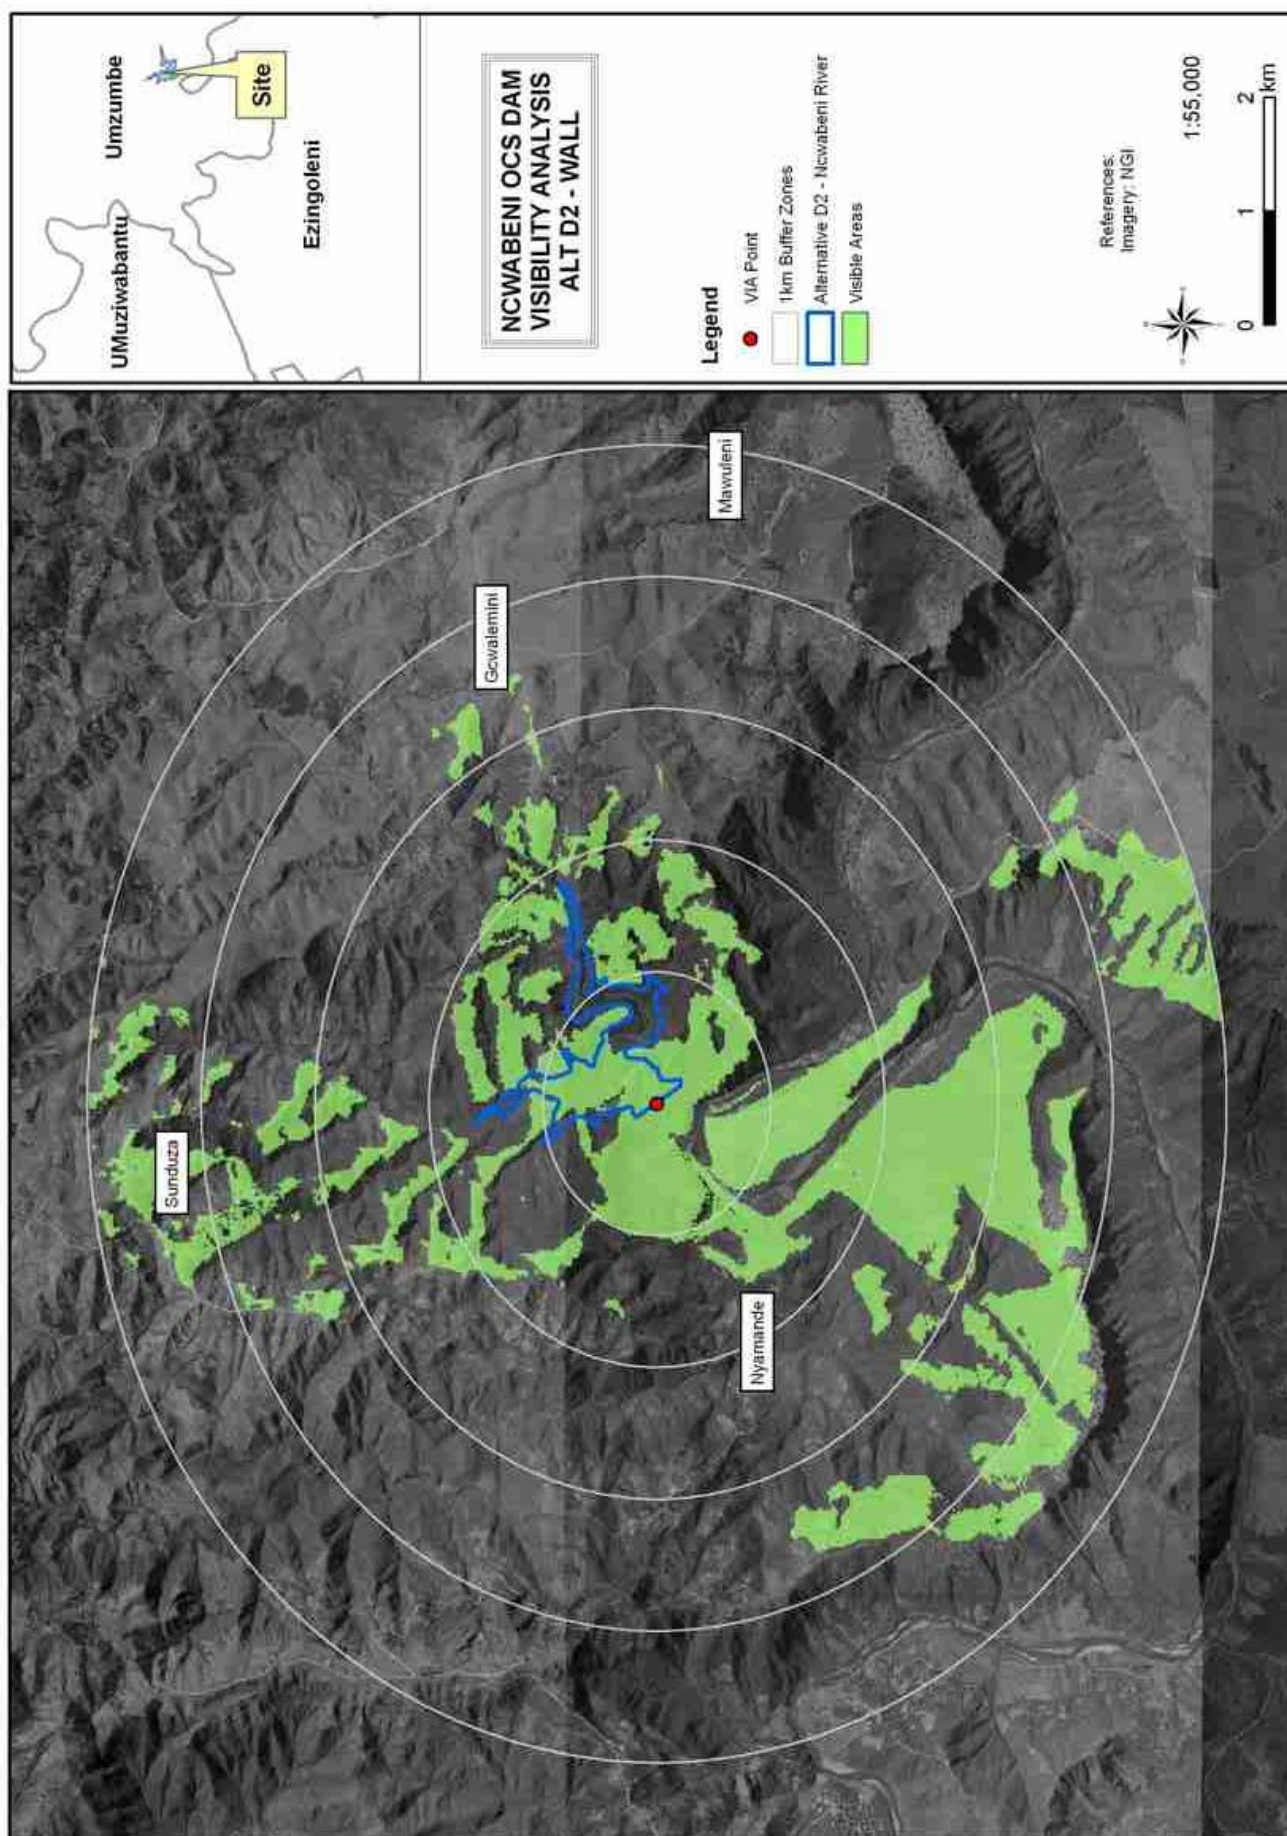 UMuziwabantu
Umzumbe
Site
Ezingoleni
NCWABENI OCS DAM
VISIBILITY ANALYSIS
ALT D2 - WALL
Legend
VIA Point
1km Buffer Zones
Alternative D2 - Ncwabeni River
Visible Areas
References:
Imagery: NGI
1:55,000
0 1 2
km
Sunduza
Gcwalemini
Mawuleni
Nyamande